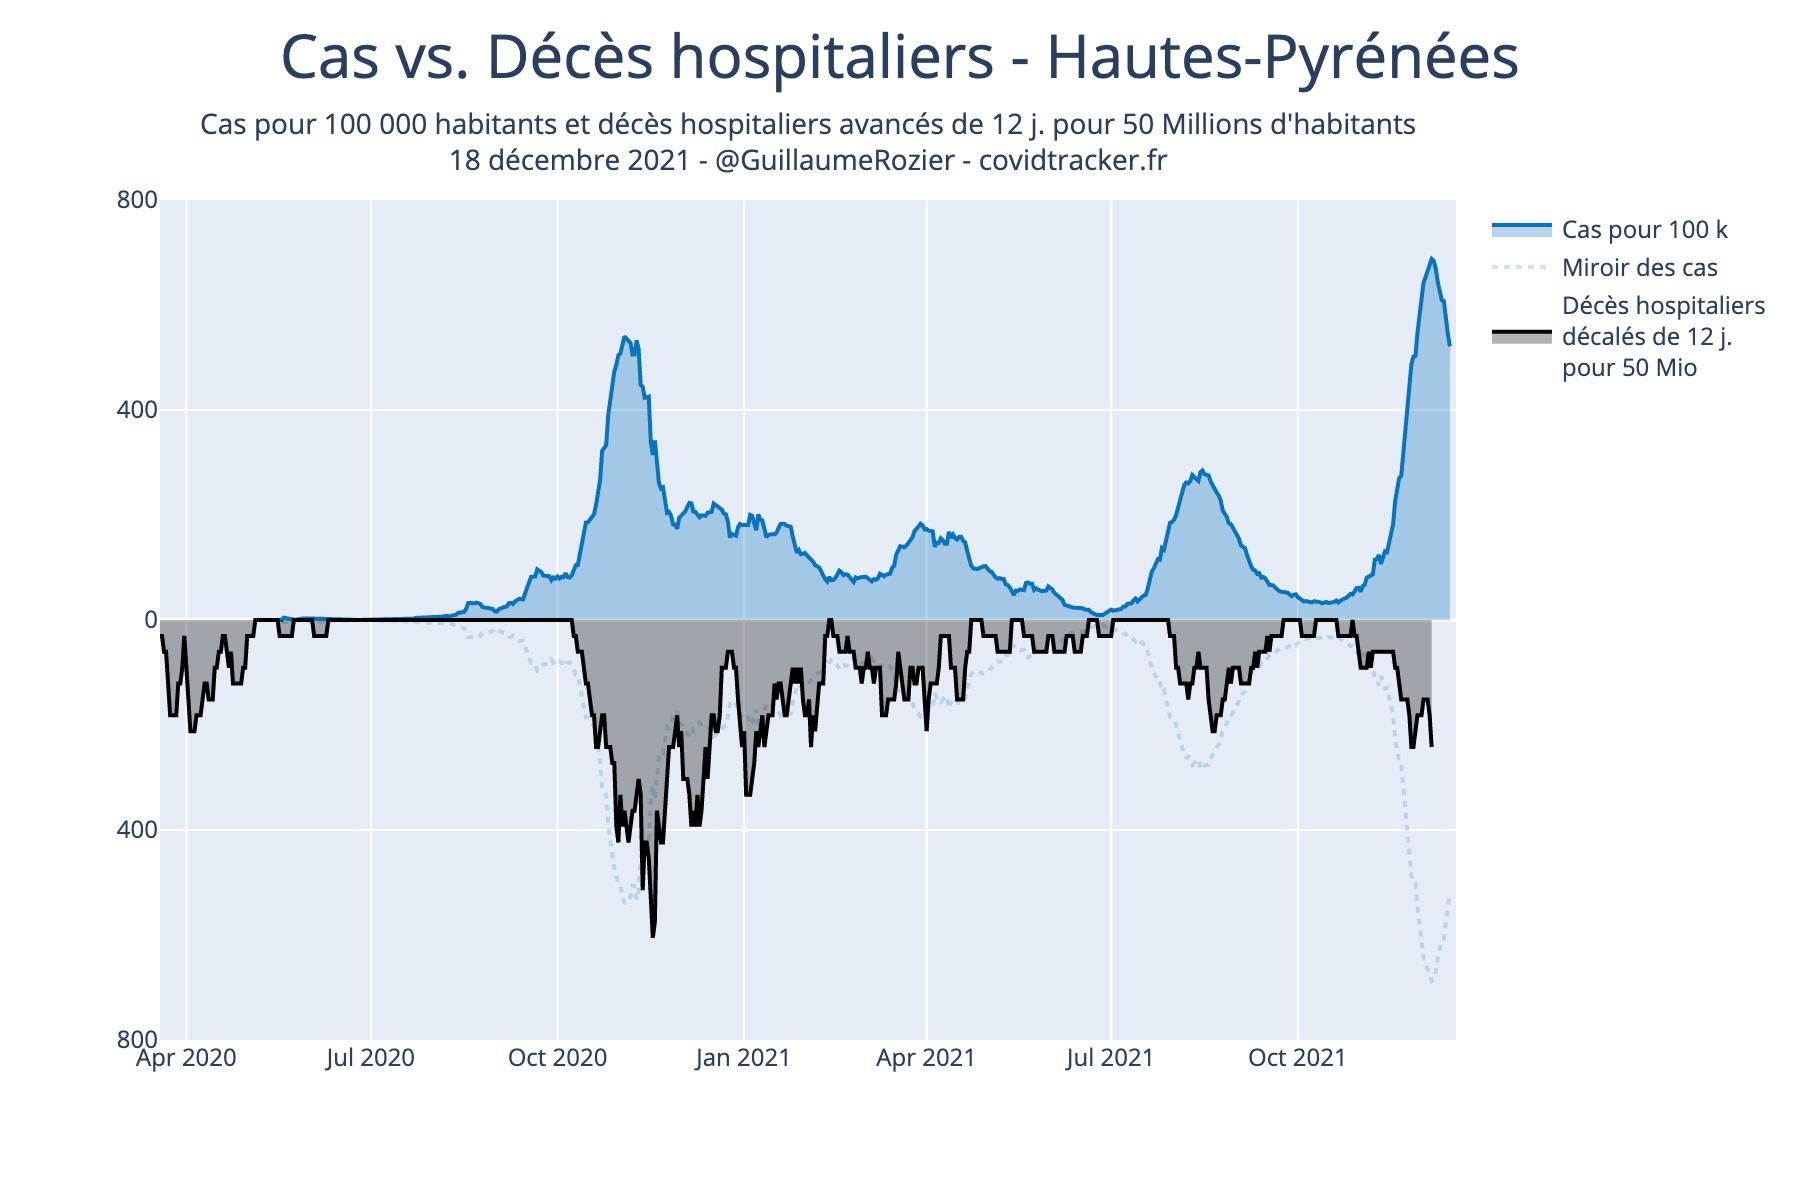 Cas vs. Décès hospitaliers - Hautes-Pyrénées
Cas pour 100 000 habitants et décès hospitaliers avancés de 12 j. pour 50 Millions d'habitants
18 décembre 2021 - @GuillaumeRozier - covidtracker.fr
800
400
0
400
800
Apr 2020
Jul 2020
Oct 2020
Jan 2021
Apr 2021
Jul 2021
Oct 2021
Cas pour 100 k
Miroir des cas
Décès hospitaliers
décalés de 12 j.
pour 50 Mio